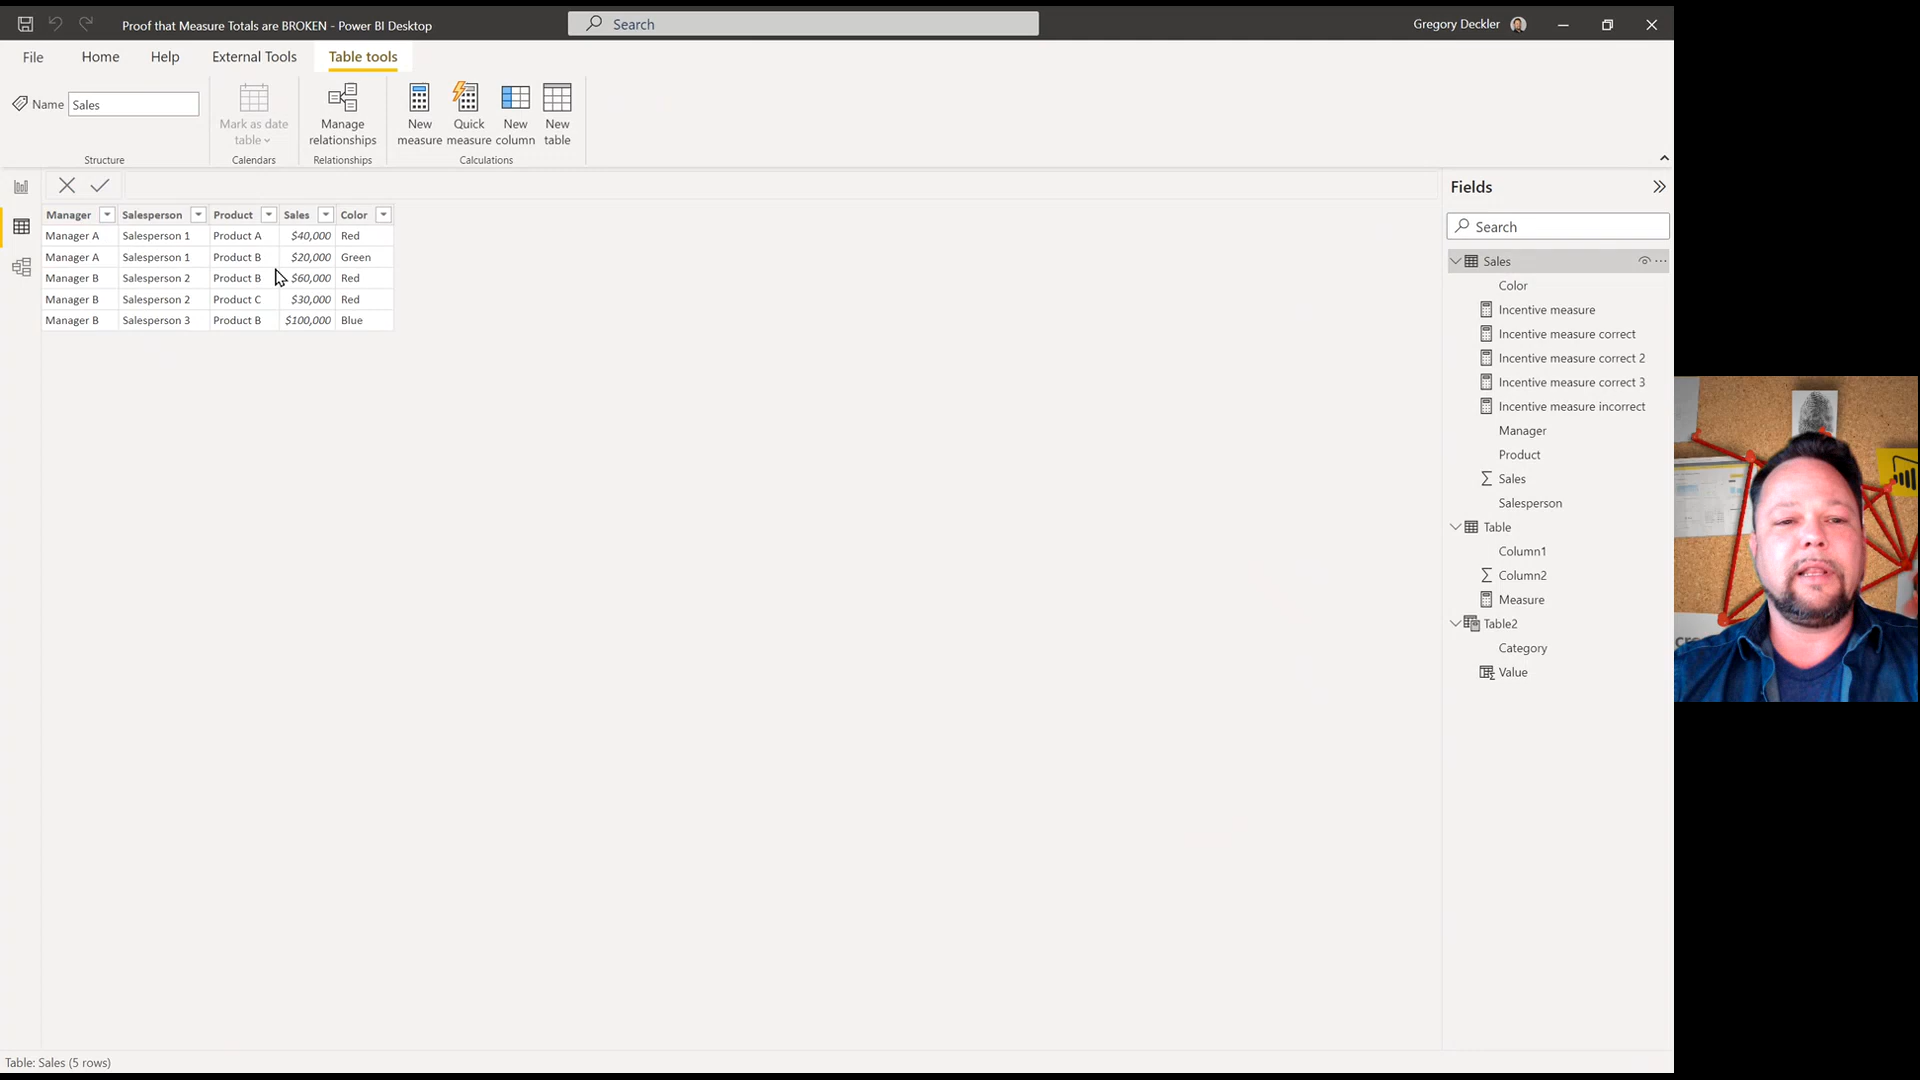 Proof that Measure Totals are BROKEN - Power BI Desktop
Search
Gregory Deckler
File Home Help External Tools Table tools
Name Sales
Mark as date table
Manage relationships
New measure
Quick measure
New column
New table
Structure Calendars Relationships Calculations
Manager Salesperson Product Sales Color
Manager A Salesperson 1 Product A $40,000 Red
Manager A Salesperson 1 Product B $20,000 Green
Manager B Salesperson 2 Product B $60,000 Red
Manager B Salesperson 2 Product C $30,000 Red
Manager B Salesperson 3 Product B $100,000 Blue
Fields
Search
Sales
Color
Incentive measure
Incentive measure correct
Incentive measure correct 2
Incentive measure correct 3
Incentive measure incorrect
Manager
Product
Sales
Salesperson
Table
Column1
Column2
Measure
Table2
Category
Value
Table: Sales (5 rows)